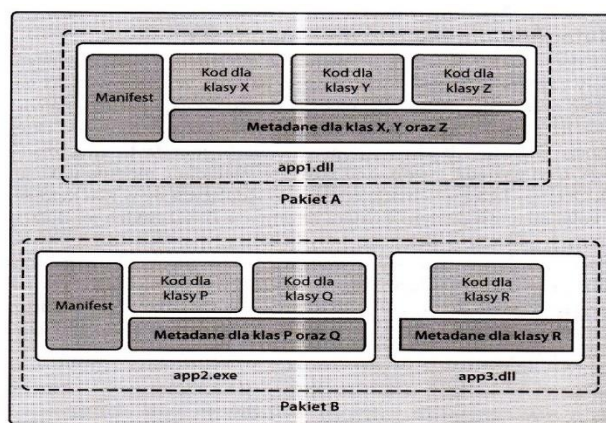 Manifest
Kod dla
klasy X
Kod dla
klasy Y
Kod dla
klasy Z
Metadane dla klas X, Y oraz Z
app1.dll
Pakiet A
Manifest
Kod dla
klasy P
Kod dla
klasy Q
Metadane dla klas P oraz Q
app2.exe
Kod dla
klasy R
Metadane dla klasy R
app3.dll
Pakiet B